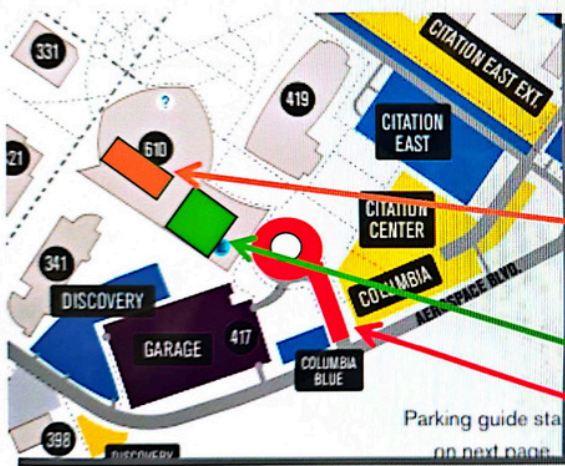 331
CITATION EAST EXT.
419
?
CITATION
EAST
610
21
CITATION
CENTER
341
COLUMBIA
DISCOVERY
AEROSPACE BLVD.
GARAGE
417
COLUMBIA
BLUE
Parking guide sta
on next page
398
DISCOVERY